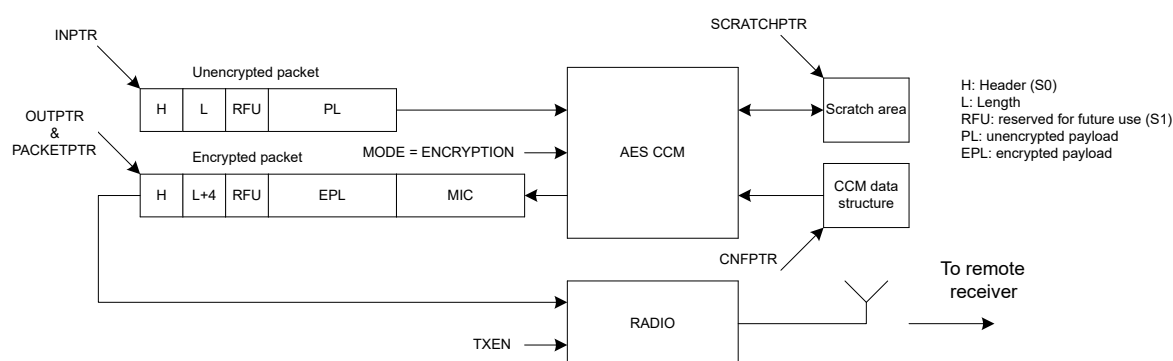 SCRATCHPTR
INPTR
Unencrypted packet
H L RFU PL
Scratch area
H: Header (S0)
L: Length
RFU: reserved for future use (S1)
PL: unencrypted payload
EPL: encrypted payload
OUTPTR
&
PACKETPTR
MODE = ENCRYPTION
AES CCM
Encrypted packet
H L+4 RFU EPL MIC
CCM data
structure
CNFPTR
To remote
receiver
RADIO
TXEN